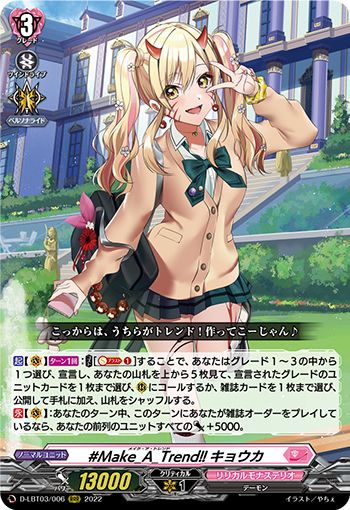 3
グレード
ツインドライブ
ペルソナライド
こっからは、うちらがトレンド!作ってこーじゃん♪
起【V】ターン1回:【[ブラスト1]】することで、あなたはグレード1~3の中から
1つ選び、宣言し、あなたの山札を上から5枚見て、宣言されたグレードのユ
ニットカードを1枚まで選び、Rにコールするか、雑誌カードを1枚まで選び、
公開して手札に加え、山札をシャッフルする。
永【V】:あなたのターン中、このターンにあなたが雑誌オーダーをプレイして
いるなら、あなたの前列のユニットすべての+5000。
ノーマルユニット
メイク・ア・トレンド
#Make_A_Trend!! キョウカ
リリカルモナステリオ
パワー
13000
クリティカル
1
デーモン
D-LBT03/006 RRR 2022
イラスト/やちぇ